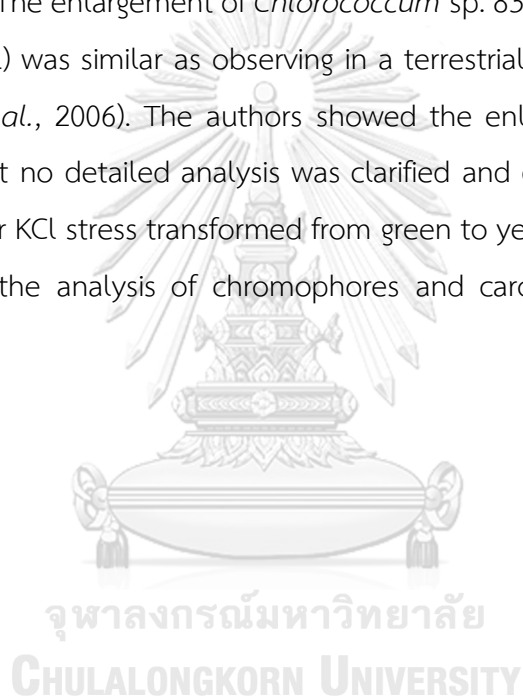 The enlargement of Chlorococcum sp. 83
) was similar as observing in a terrestrial
al., 2006). The authors showed the enl
t no detailed analysis was clarified and
r KCl stress transformed from green to ye
the analysis of chromophores and caro
จุฬาลงกรณ์มหาวิทยาลัย
CHULALONGKORN UNIVERSITY